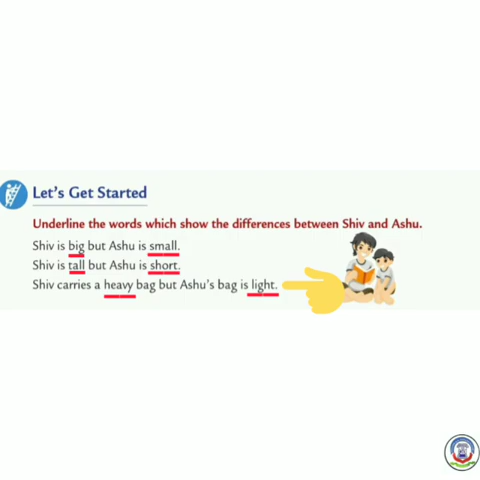 Let's Get Started
Underline the words which show the differences between Shiv and Ashu.
Shiv is big but Ashu is small.
Shiv is tall but Ashu is short.
Shiv carries a heavy bag but Ashu's bag is light.